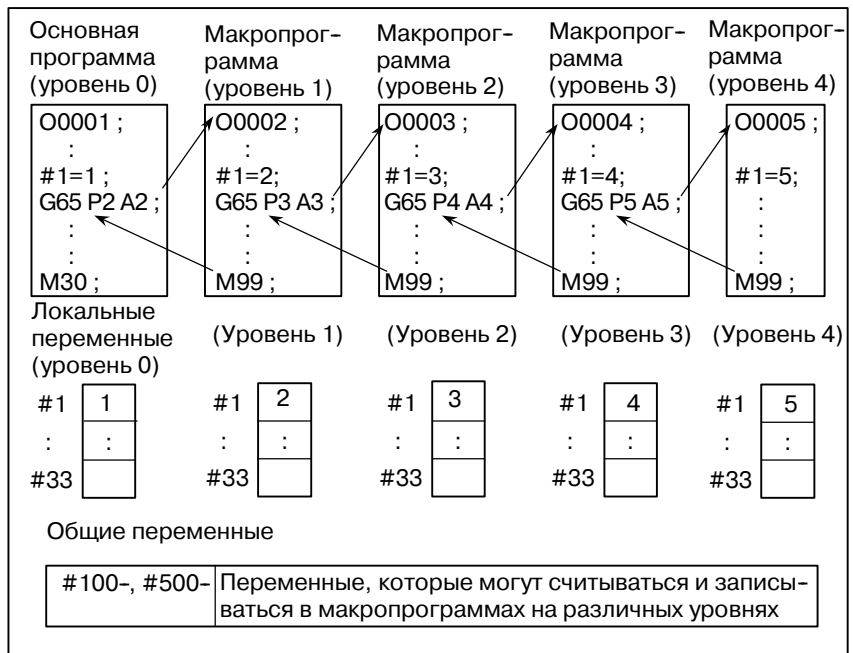 Основная
программа
(уровень 0)
Макропрог-
рамма
(уровень 1)
Макропрог-
рамма
(уровень 2)
Макропрог-
рамма
(уровень 3)
Макропрог-
рамма
(уровень 4)
O0001 ;
:
#1=1 ;
G65 P2 A2 ;
:
:
M30 ;
O0002 ;
:
#1=2;
G65 P3 A3 ;
:
:
M99 ;
O0003 ;
:
#1=3;
G65 P4 A4 ;
:
:
M99 ;
O0004 ;
:
#1=4;
G65 P5 A5 ;
:
:
M99 ;
O0005 ;
:
#1=5;
:
:
:
M99 ;
Локальные
переменные
(уровень 0)
(Уровень 1)
(Уровень 2)
(Уровень 3)
(Уровень 4)
#1 1
: :
#33
#1 2
: :
#33
#1 3
: :
#33
#1 4
: :
#33
#1 5
: :
#33
Общие переменные
#100-, #500- Переменные, которые могут считываться и записы-
ваться в макропрограммах на различных уровнях